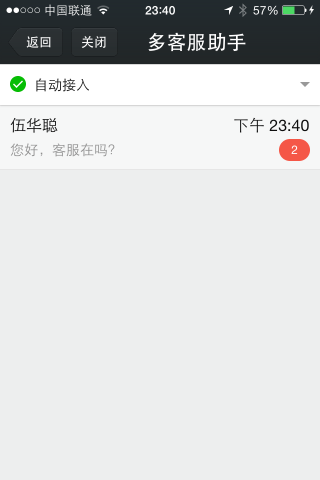 中国联通 23:40 57%
返回 关闭 多客服助手
自动接入
伍华聪 下午 23:40
您好，客服在吗? 2